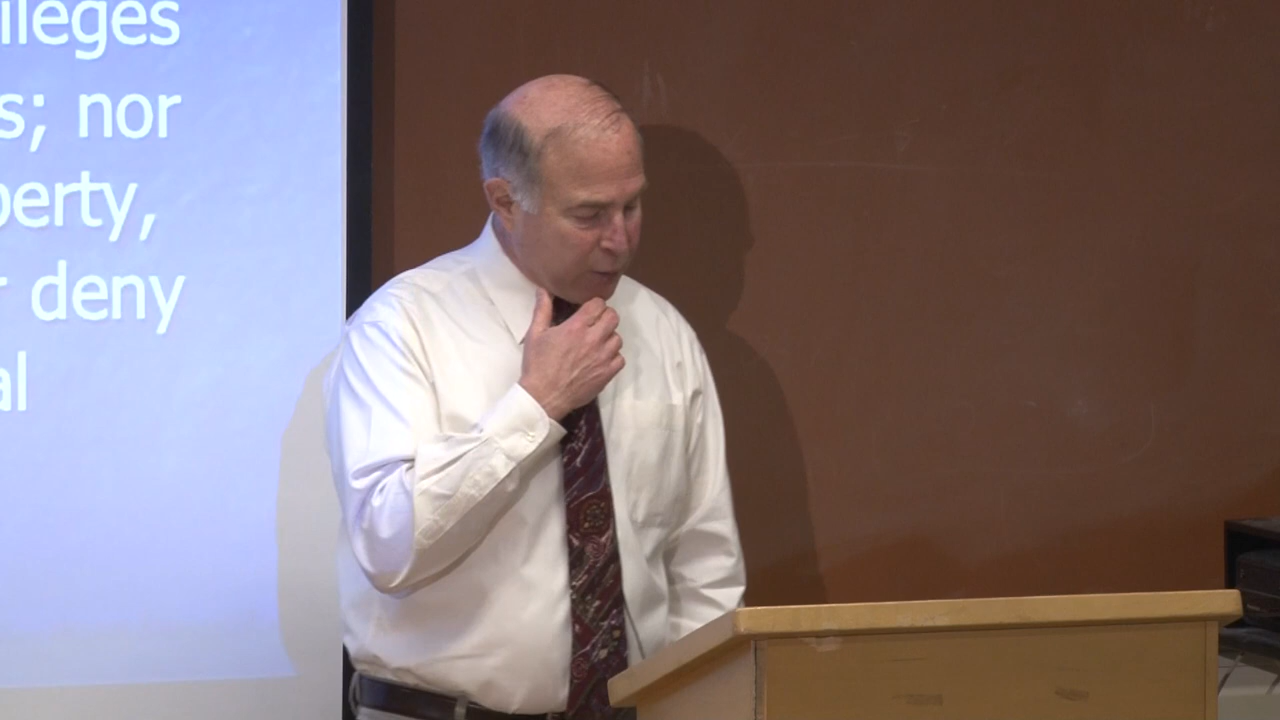 ileges
s; nor
perty,
r deny
al